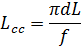 L_cc = πdL / f